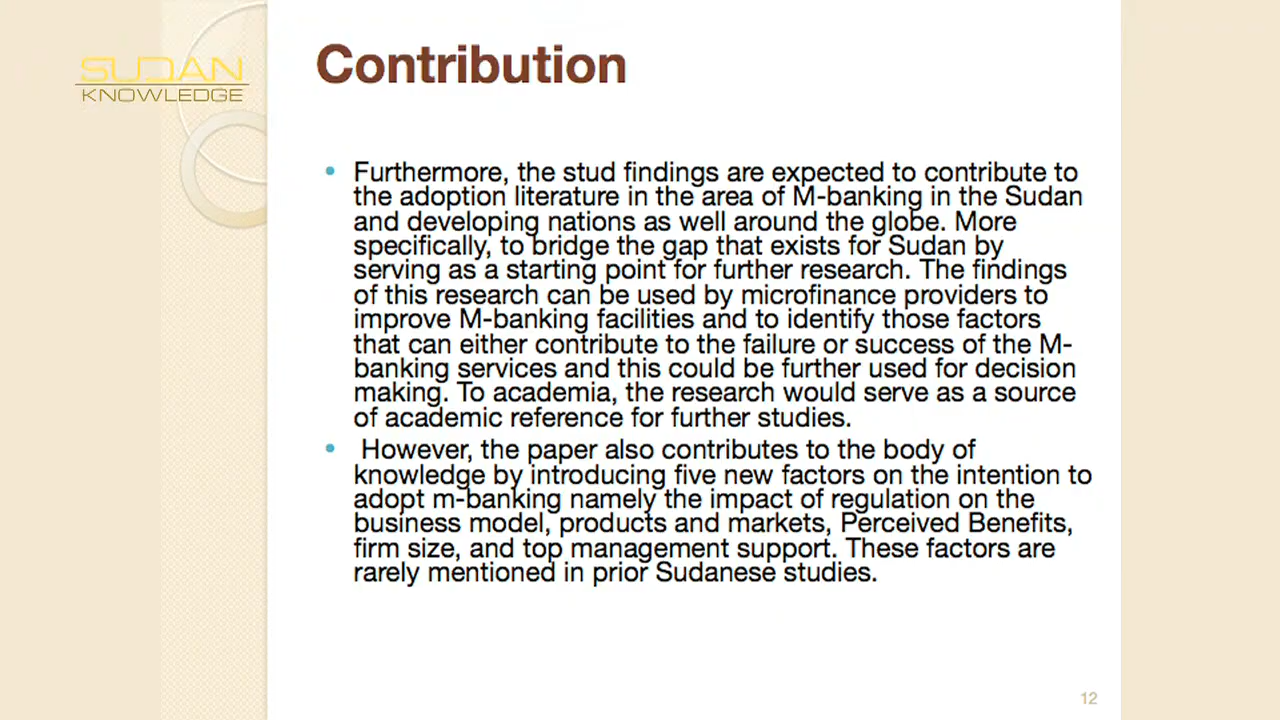 SUDAN
KNOWLEDGE
Contribution
• Furthermore, the stud findings are expected to contribute to
the adoption literature in the area of M-banking in the Sudan
and developing nations as well around the globe. More
specifically, to bridge the gap that exists for Sudan by
serving as a starting point for further research. The findings
of this research can be used by microfinance providers to
improve M-banking facilities and to identify those factors
that can either contribute to the failure or success of the M-
banking services and this could be further used for decision
making. To academia, the research would serve as a source
of academic reference for further studies.
• However, the paper also contributes to the body of
knowledge by introducing five new factors on the intention to
adopt m-banking namely the impact of regulation on the
business model, products and markets, Perceived Benefits,
firm size, and top management support. These factors are
rarely mentioned in prior Sudanese studies.
12